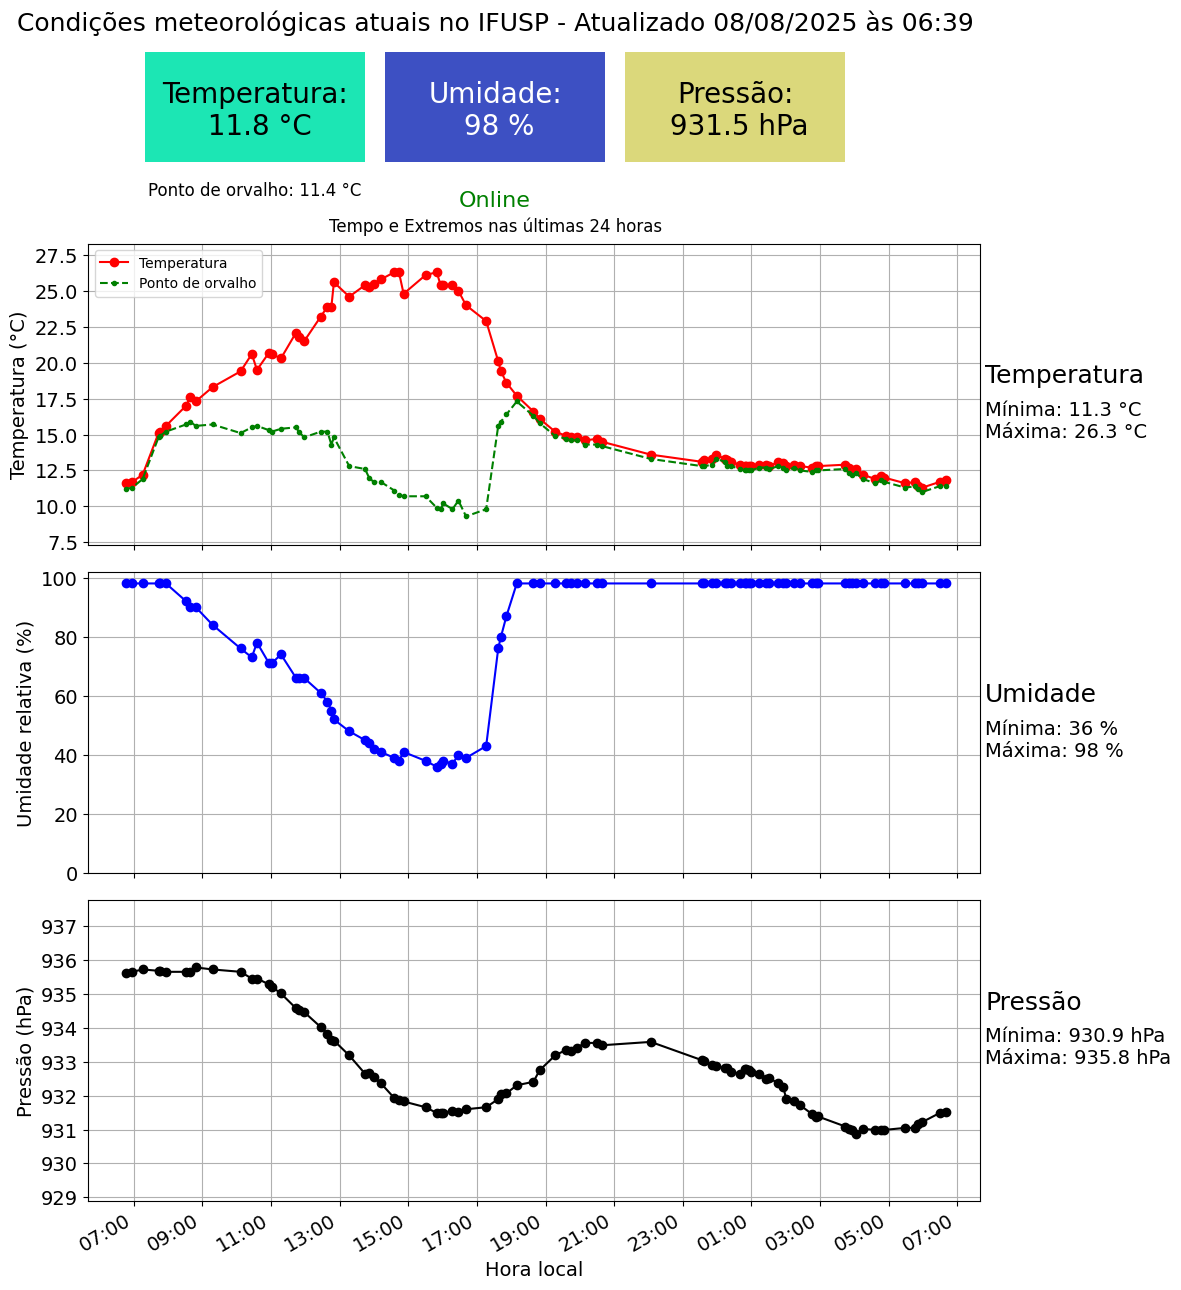 Condições meteorológicas atuais no IFUSP - Atualizado 08/08/2025 às 06:39
Temperatura:
11.8 °C
Umidade:
98 %
Pressão:
931.5 hPa
Ponto de orvalho: 11.4 °C
Online
Tempo e Extremos nas últimas 24 horas
Temperatura (°C)
27.5
25.0
22.5
20.0
17.5
15.0
12.5
10.0
7.5
Temperatura
Ponto de orvalho
Temperatura
Mínima: 11.3 °C
Máxima: 26.3 °C
Umidade relativa (%)
100
80
60
40
20
0
Umidade
Mínima: 36 %
Máxima: 98 %
Pressão (hPa)
937
936
935
934
933
932
931
930
929
Pressão
Mínima: 930.9 hPa
Máxima: 935.8 hPa
07:00
09:00
11:00
13:00
15:00
17:00
19:00
21:00
23:00
01:00
03:00
05:00
07:00
Hora local